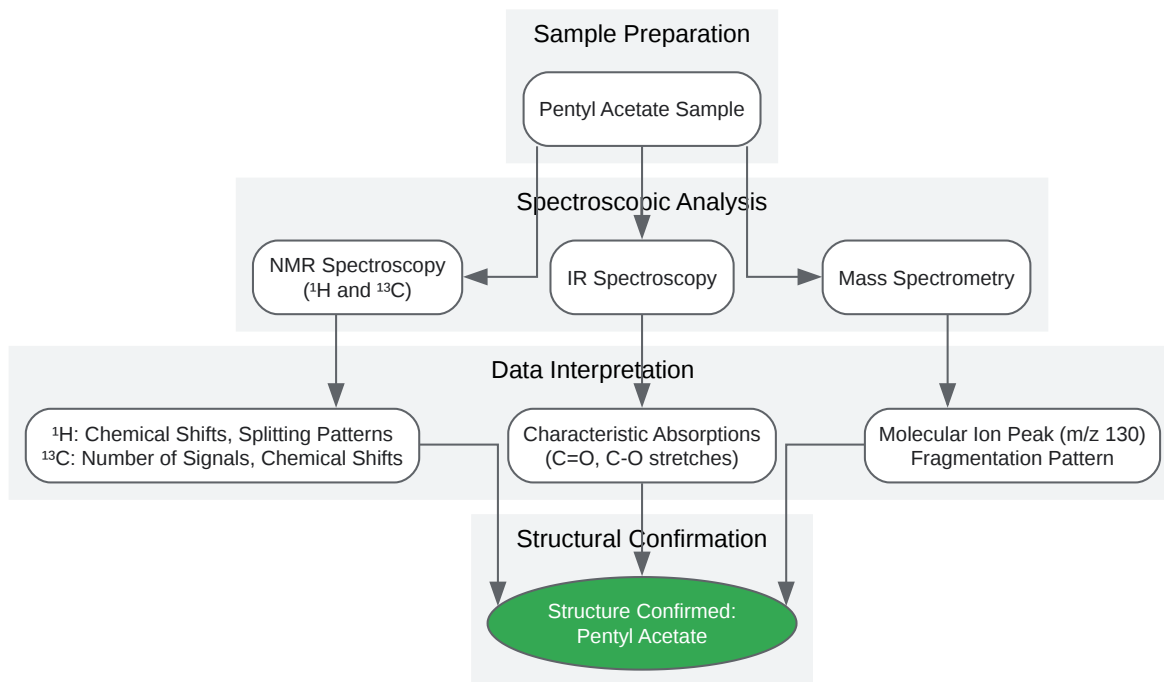 Sample Preparation
Pentyl Acetate Sample
Spectroscopic Analysis
NMR Spectroscopy
(¹H and ¹³C)
IR Spectroscopy
Mass Spectrometry
Data Interpretation
¹H: Chemical Shifts, Splitting Patterns
¹³C: Number of Signals, Chemical Shifts
Characteristic Absorptions
(C=O, C-O stretches)
Molecular Ion Peak (m/z 130)
Fragmentation Pattern
Structural Confirmation
Structure Confirmed:
Pentyl Acetate